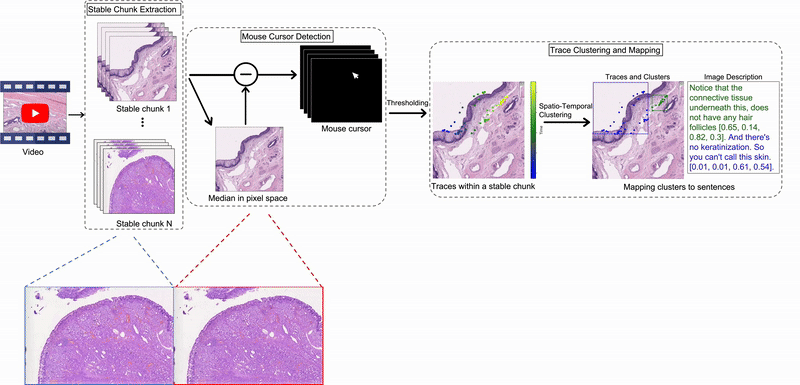 Stable Chunk Extraction
Stable chunk 1
Stable chunk N
Video
Mouse Cursor Detection
Mouse cursor
Median in pixel space
Thresholding
Trace Clustering and Mapping
Time
Traces within a stable chunk
Spatio-Temporal
Clustering
Traces and Clusters
Image Description
Notice that the
connective tissue
underneath this, does
not have any hair
follicles [0.65, 0.14,
0.82, 0.3]. And there's
no keratinization. So
you can't call this skin.
[0.01, 0.01, 0.61, 0.54].
Mapping clusters to sentences